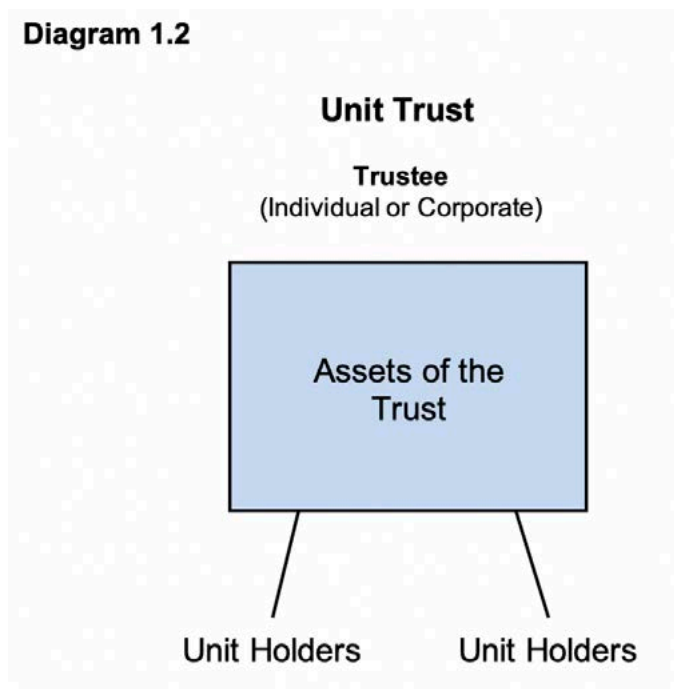 Diagram 1.2
Unit Trust
Trustee
(Individual or Corporate)
Assets of the
Trust
Unit Holders
Unit Holders